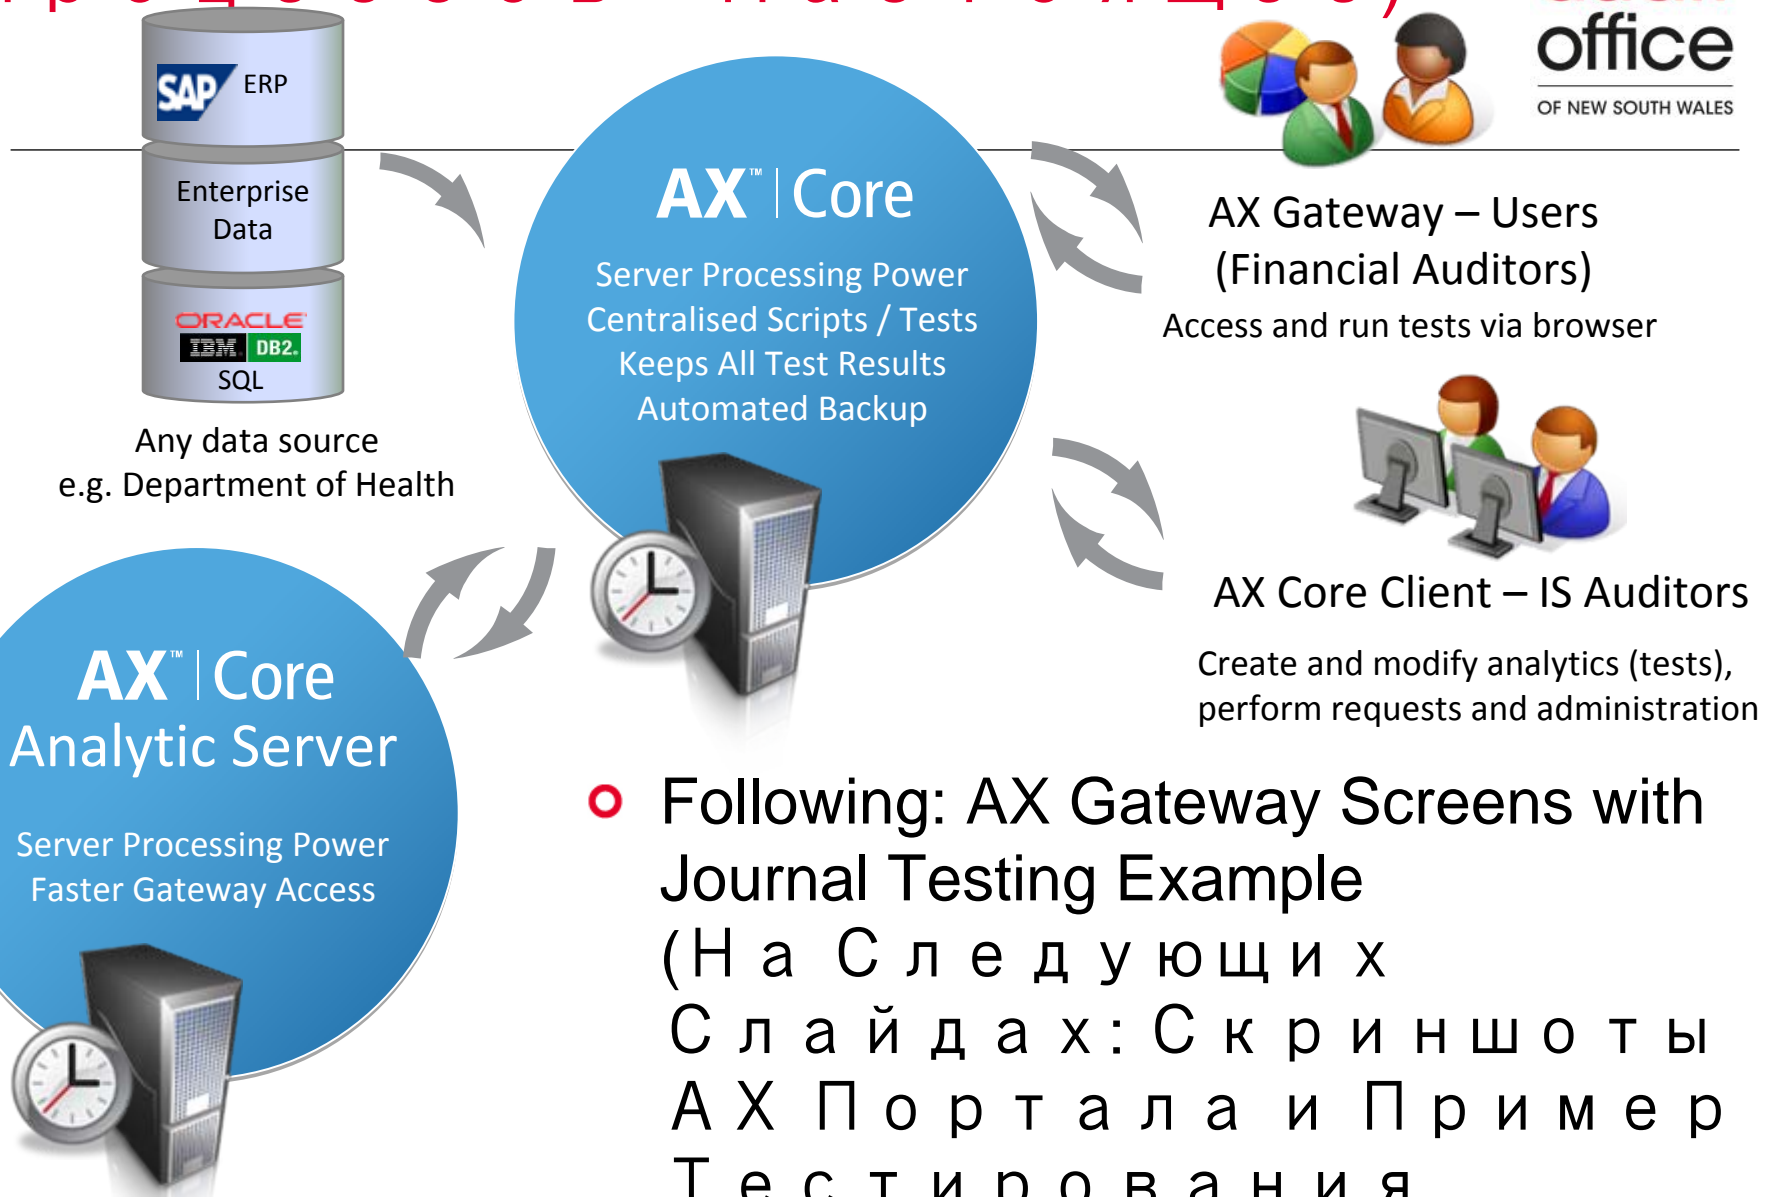 office
OF NEW SOUTH WALES
SAP ERP
Enterprise
Data
ORACLE
IBM. DB2.
SQL
Any data source
e.g. Department of Health
AX™ | Core
Server Processing Power
Centralised Scripts / Tests
Keeps All Test Results
Automated Backup
AX Gateway – Users
(Financial Auditors)
Access and run tests via browser
AX Core Client – IS Auditors
Create and modify analytics (tests),
perform requests and administration
AX™ | Core
Analytic Server
Server Processing Power
Faster Gateway Access
Following: AX Gateway Screens with
Journal Testing Example
(На Следующих
Слайдах: Скриншоты
АХ Портала и Пример
Тестирования